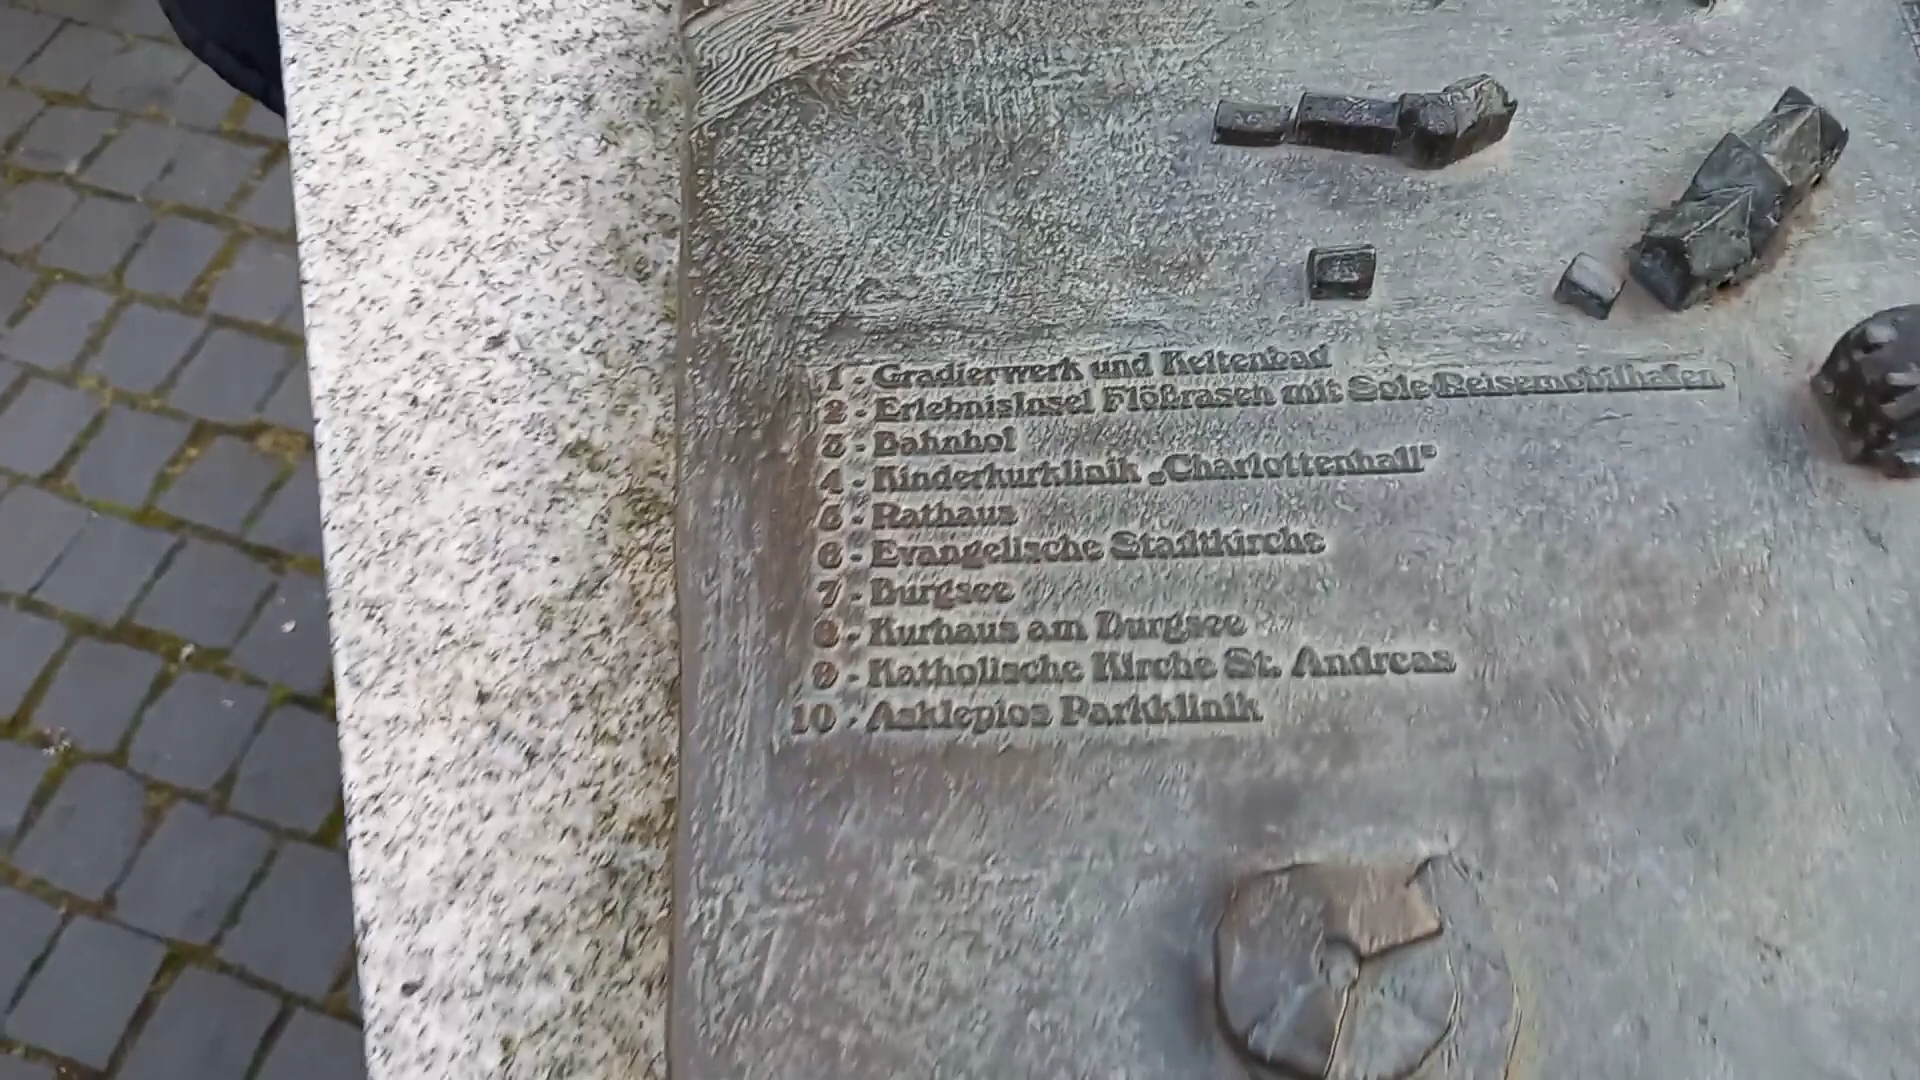 1 - Gradierwerk und Keltenbad
2 - ErlebnisInsel Flößrasen mit Sole-Reisemobilhafen
3 - Bahnhof
4 - Kinderkurklinik „Charlottenhall"
5 - Rathaus
6 - Evangelische Stadtkirche
7 - Burgsee
8 - Kurhaus am Burgsee
9 - Katholische Kirche St. Andreas
10 - Asklepios Parkklinik